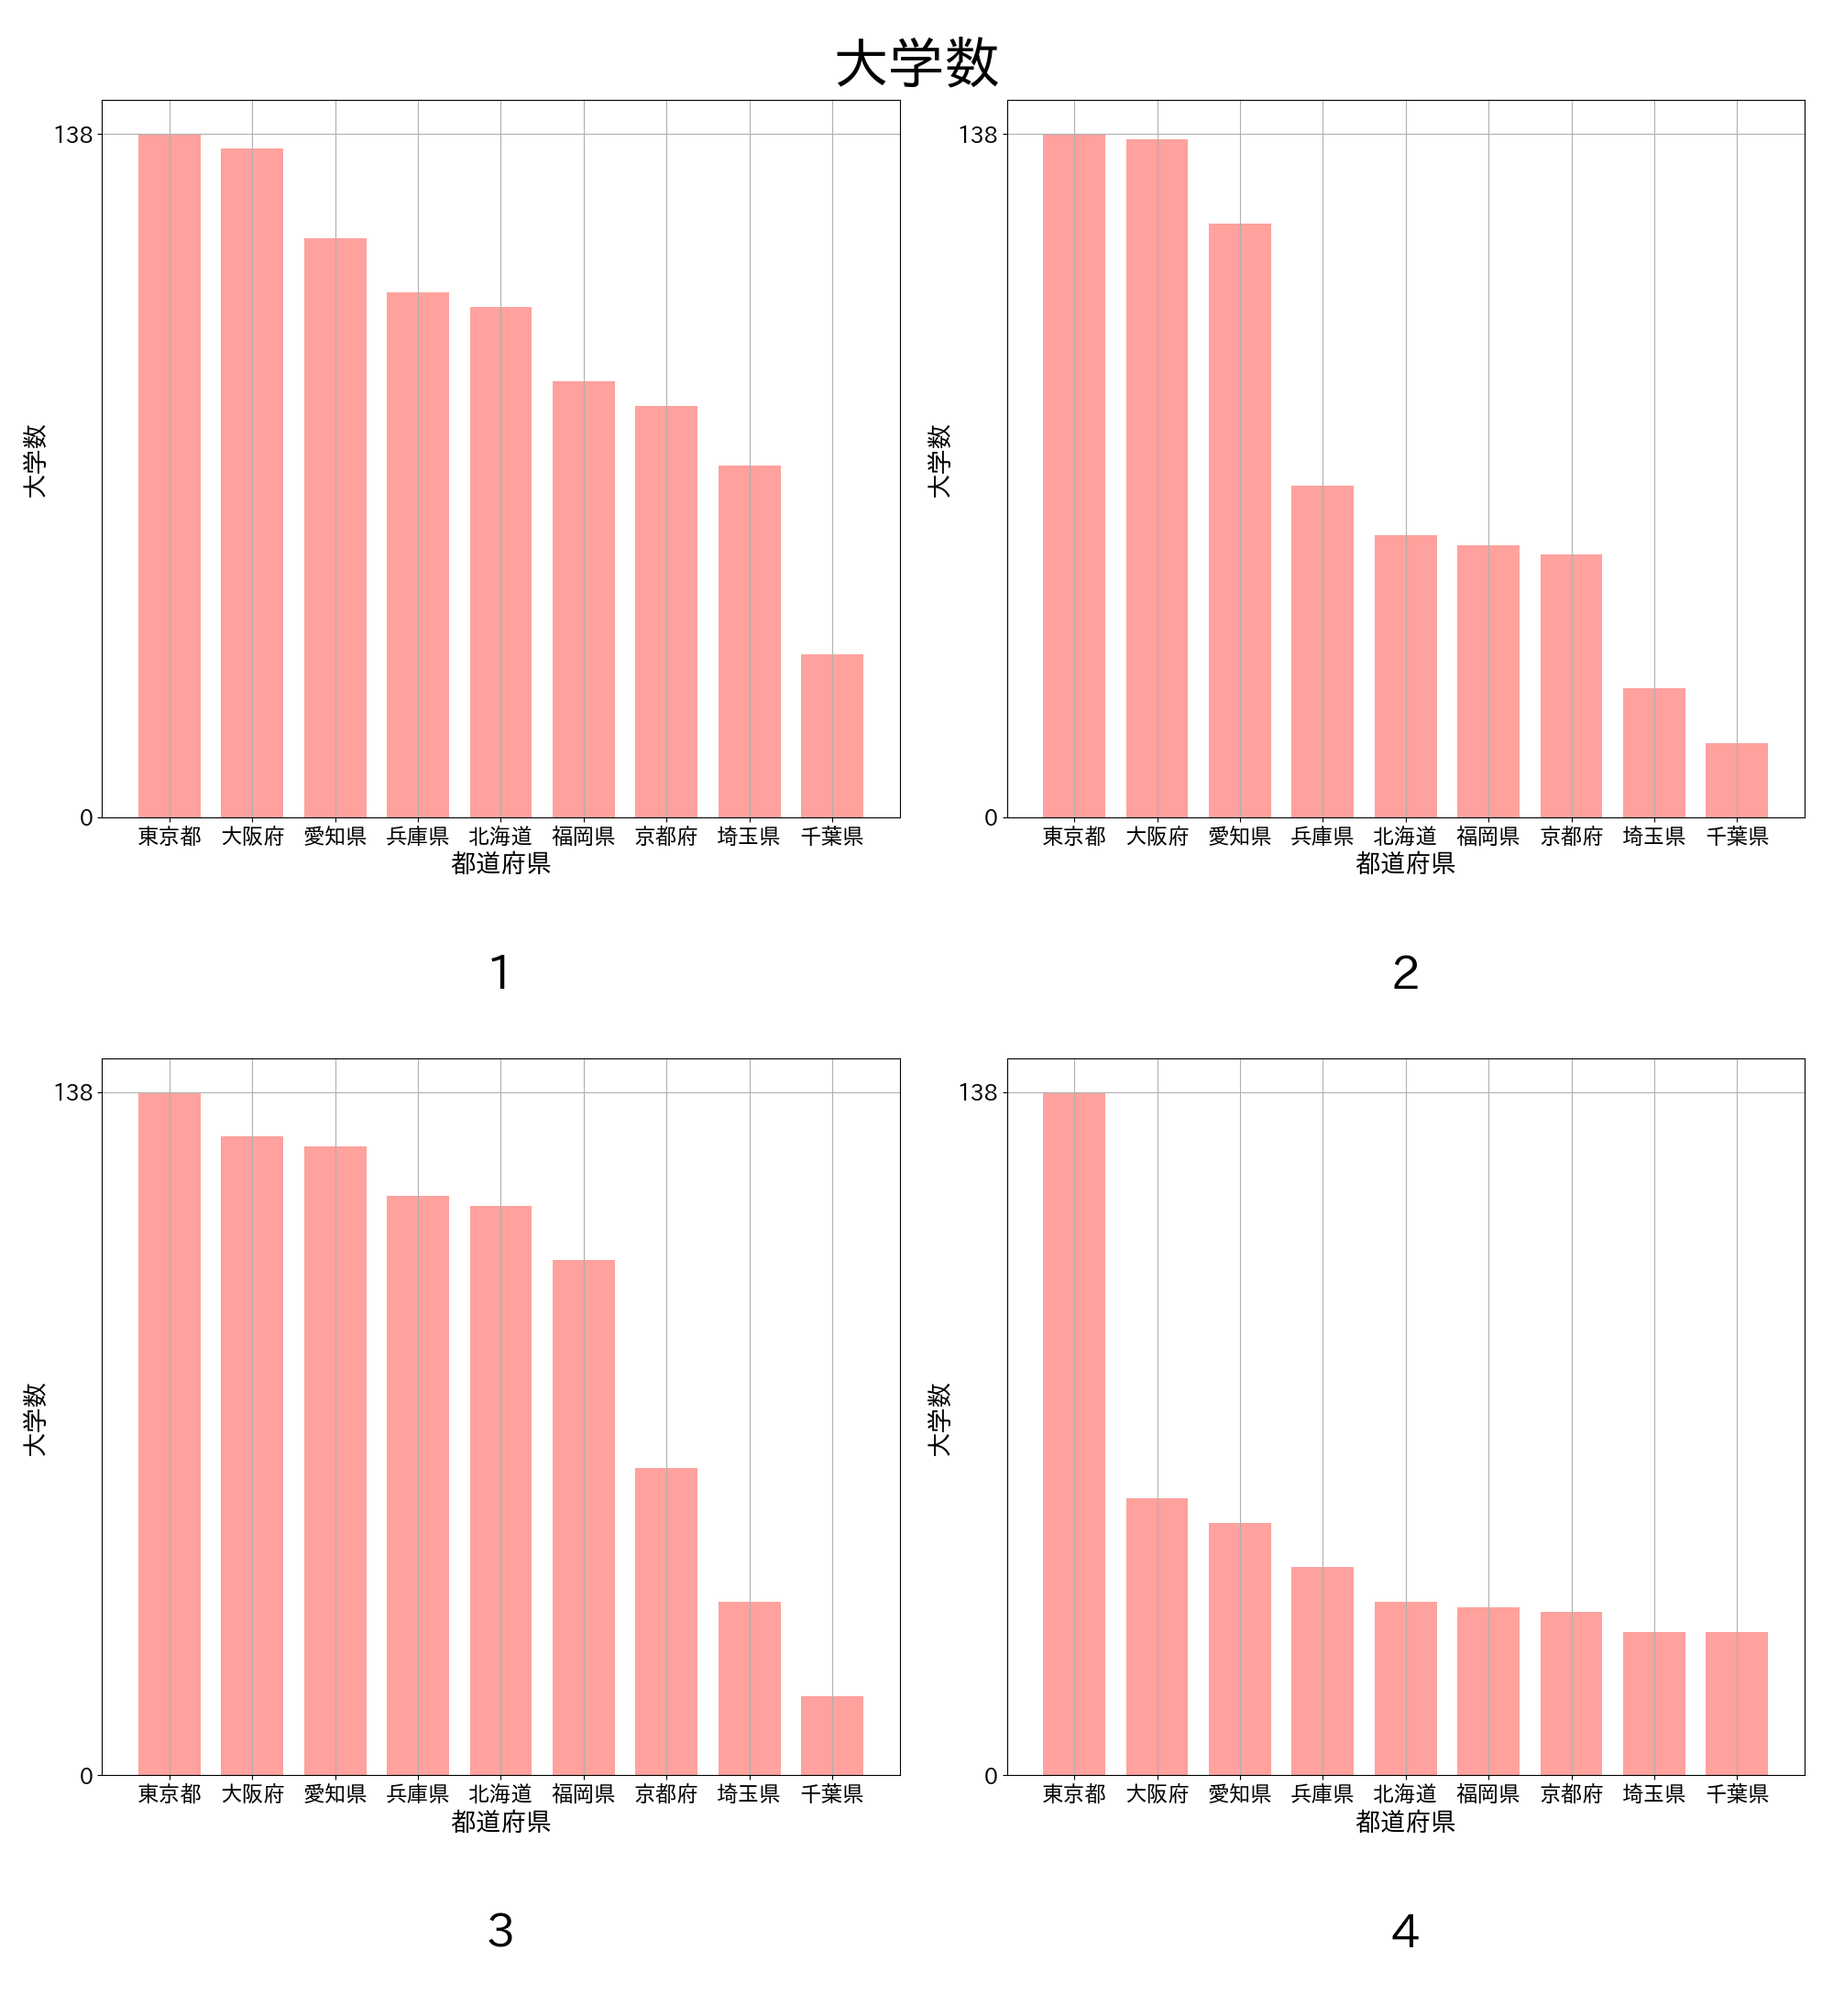 大学数
138
0
大学数
東京都 大阪府 愛知県 兵庫県 北海道 福岡県 京都府 埼玉県 千葉県
都道府県
1
138
0
大学数
東京都 大阪府 愛知県 兵庫県 北海道 福岡県 京都府 埼玉県 千葉県
都道府県
2
138
0
大学数
東京都 大阪府 愛知県 兵庫県 北海道 福岡県 京都府 埼玉県 千葉県
都道府県
3
138
0
大学数
東京都 大阪府 愛知県 兵庫県 北海道 福岡県 京都府 埼玉県 千葉県
都道府県
4